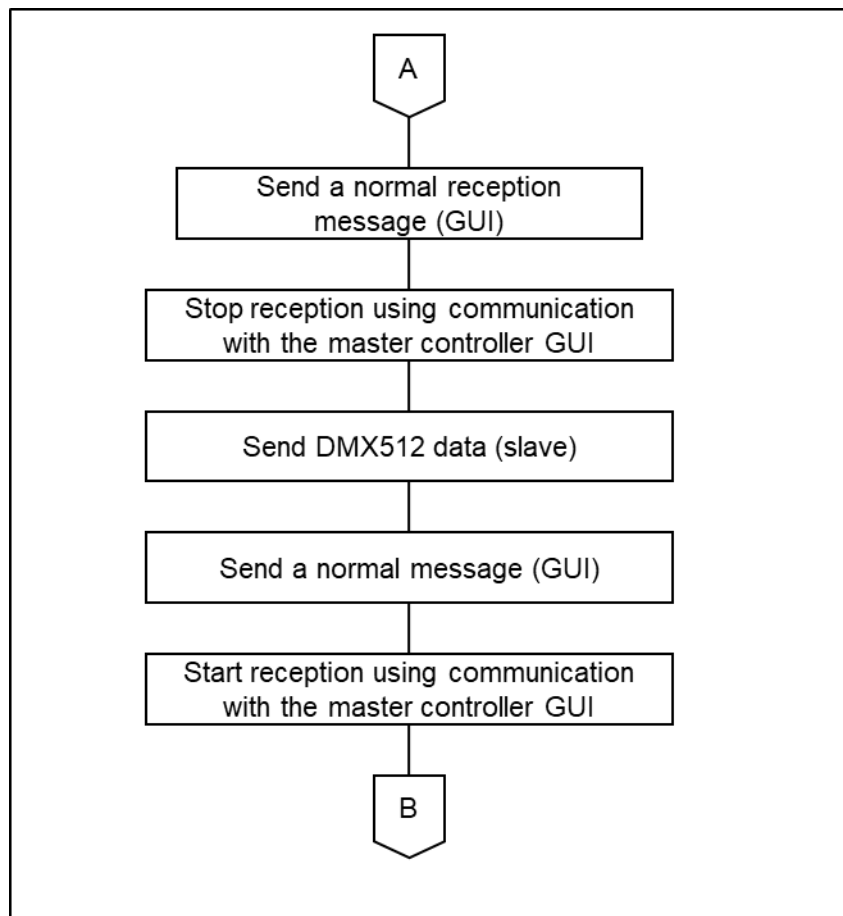 A
Send a normal reception
message (GUI)
Stop reception using communication
with the master controller GUI
Send DMX512 data (slave)
Send a normal message (GUI)
Start reception using communication
with the master controller GUI
B